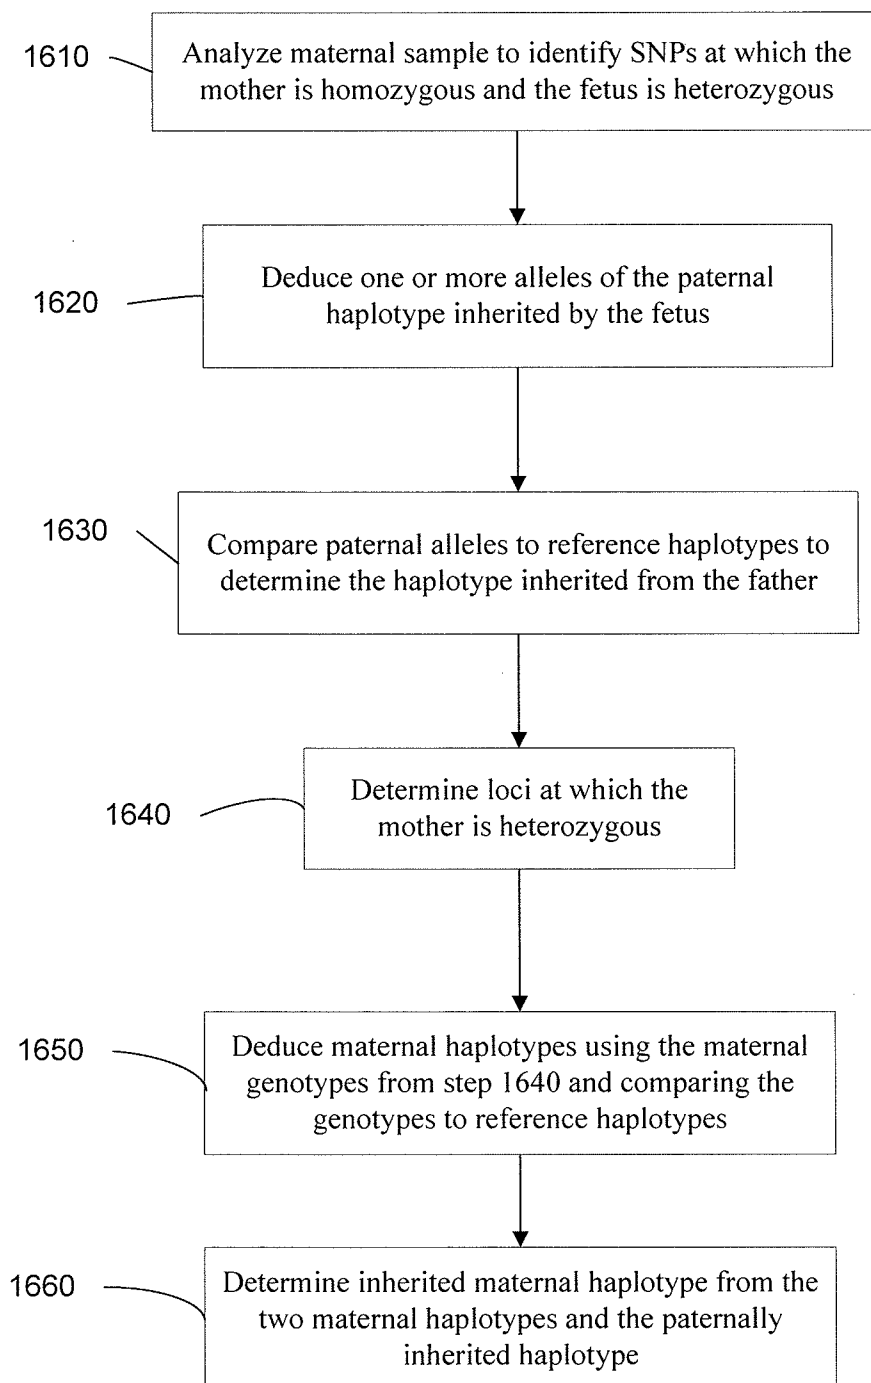 1610
Analyze maternal sample to identify SNPs at which the
mother is homozygous and the fetus is heterozygous
1620
Deduce one or more alleles of the paternal
haplotype inherited by the fetus
1630
Compare paternal alleles to reference haplotypes to
determine the haplotype inherited from the father
1640
Determine loci at which the
mother is heterozygous
1650
Deduce maternal haplotypes using the maternal
genotypes from step 1640 and comparing the
genotypes to reference haplotypes
1660
Determine inherited maternal haplotype from the
two maternal haplotypes and the paternally
inherited haplotype